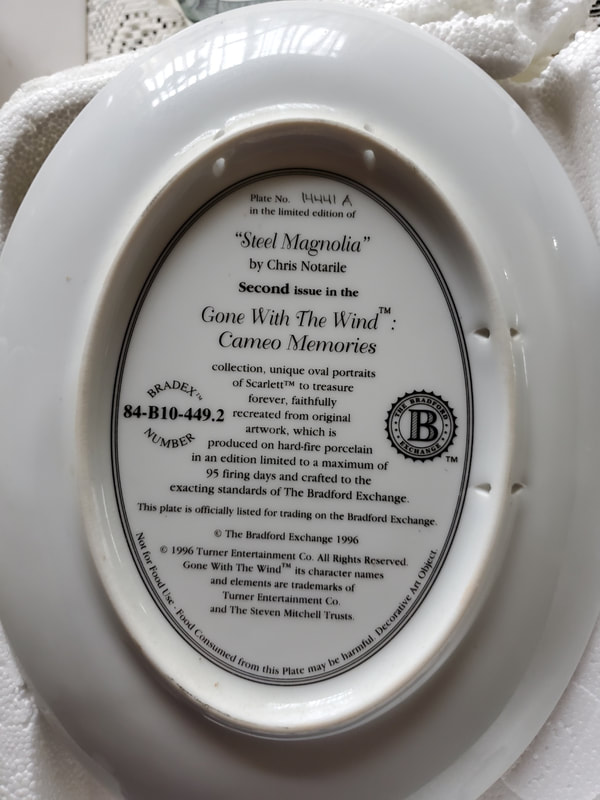 Plate No. 14441 A
in the limited edition of
"Steel Magnolia"
by Chris Notarile
Second issue in the
Gone With The Wind™:
Cameo Memories
collection, unique oval portraits
of Scarlett™ to treasure
forever, faithfully
recreated from original
artwork, which is
produced on hard-fire porcelain
in an edition limited to a maximum of
95 firing days and crafted to the
exacting standards of The Bradford Exchange.
BRADEX™
84-B10-449.2
NUMBER
THE BRADFORD
B
EXCHANGE
™
This plate is officially listed for trading on the Bradford Exchange.
© The Bradford Exchange 1996
© 1996 Turner Entertainment Co. All Rights Reserved.
Gone With The Wind™ its character names
and elements are trademarks of
Turner Entertainment Co.
and The Steven Mitchell Trusts.
Not for Food Use - Food Consumed from this Plate may be harmful. Decorative Art Object